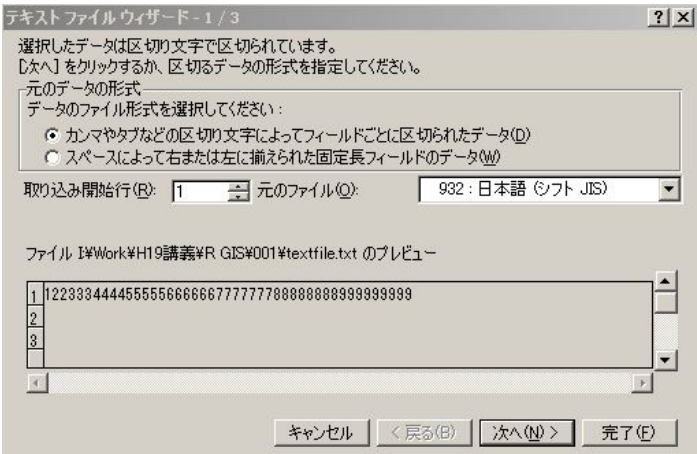 テキスト ファイル ウィザード - 1 / 3
選択したデータは区切り文字で区切られています。
[次へ] をクリックするか、区切るデータの形式を指定してください。
元のデータの形式
データのファイル形式を選択してください :
カンマやタブなどの区切り文字によってフィールドごとに区切られたデータ(D)
スペースによって右または左に揃えられた固定長フィールドのデータ(W)
取り込み開始行(R): 1 元のファイル(O): 932 : 日本語 (シフト JIS)
ファイル I:¥Work¥H19講義¥R GIS¥001¥textfile.txt のプレビュー
1 122333444455555666666777777788888888999999999
2
3
キャンセル < 戻る(B) 次へ(N) > 完了(F)